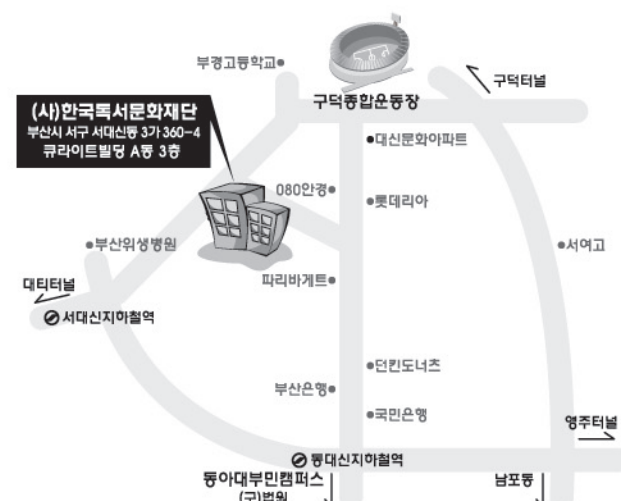 부경고등학교
구덕터널
구덕종합운동장
(사)한국독서문화재단
부산시 서구 서대신동 3가 360-4
큐라이트빌딩 A동 3층
대신문화아파트
080안경
롯데리아
부산위생병원
서여고
대티터널
파리바게트
서대신지하철역
던킨도너츠
부산은행
국민은행
영주터널
동대신지하철역
동아대부민캠퍼스
(구)법원
남포동